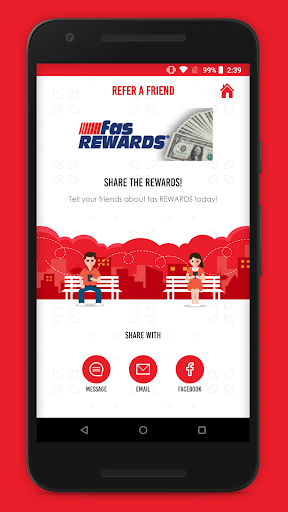 99% 2:39
REFER A FRIEND
fas
REWARDS®
SHARE THE REWARDS!
Tell your friends about fas REWARDS today!
SHARE WITH
MESSAGE EMAIL FACEBOOK